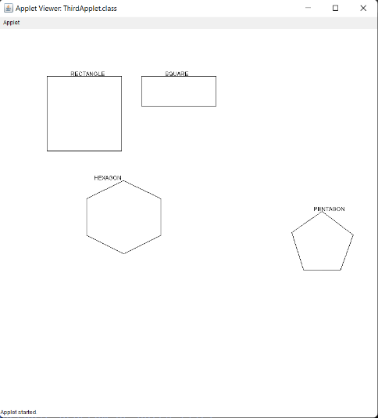 Applet Viewer: ThirdApplet.class
Applet
RECTANGLE
SQUARE
HEXAGON
PENTAGON
Applet started.